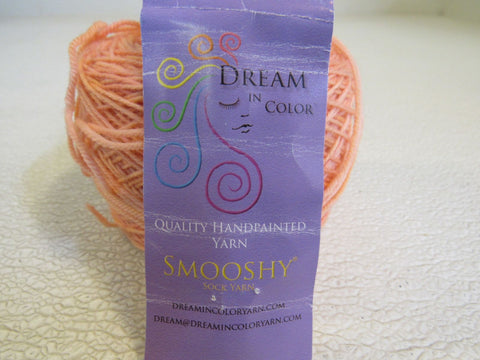 DREAM
IN
COLOR
QUALITY HANDPAINTED
YARN
SMOOSHY®
SOCK YARN
DREAMINCOLORYARN.COM
DREAM@DREAMINCOLORYARN.COM